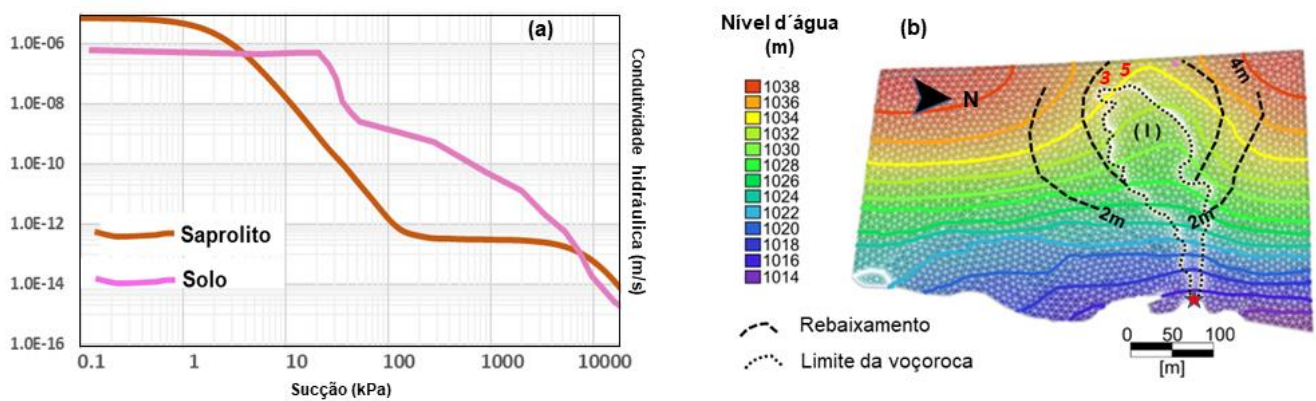 (a)
1.0E-06
1.0E-08
1.0E-10
1.0E-12
1.0E-14
1.0E-16
Saprolito
Solo
0.1 1 10 100 1000 10000
Sucção (kPa)
Condutividade hidráulica (m/s)
Nível d´água
(m)
1038
1036
1034
1032
1030
1028
1026
1024
1022
1020
1018
1016
1014
(b)
N
3 5
4m
( I )
2m 2m
Rebaixamento
Limite da voçoroca
0 50 100
[m]